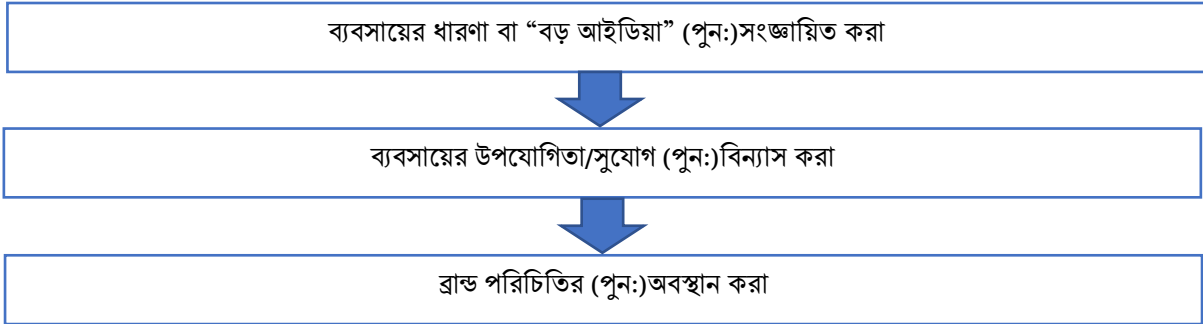 ব্যবসায়ের ধারণা বা “বড় আইডিয়া” (পুন:)সংজ্ঞায়িত করা
ব্যবসায়ের উপযোগিতা/সুযোগ (পুন:)বিন্যাস করা
ব্রান্ড পরিচিতির (পুন:)অবস্থান করা